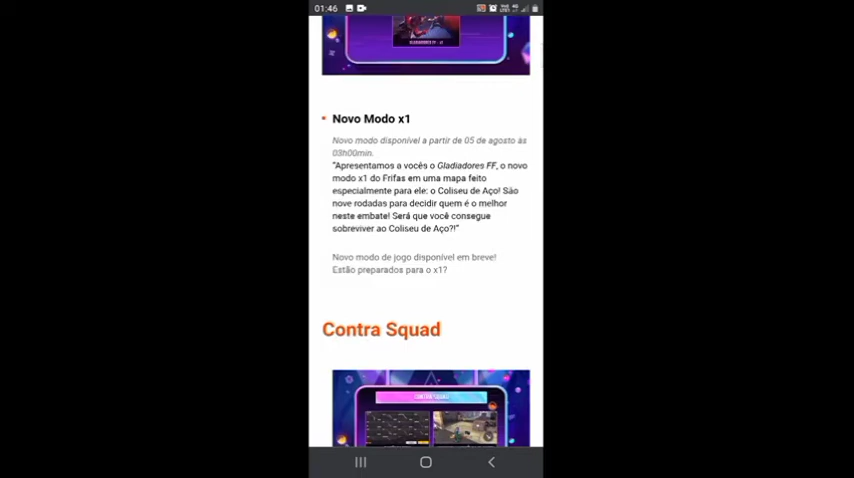 01:46
GLADIADORES FF - x1
Novo Modo x1
Novo modo disponível a partir de 05 de agosto às
03h00min.
"Apresentamos a vocês o Gladiadores FF, o novo
modo x1 do Frifas em uma mapa feito
especialmente para ele: o Coliseu de Aço! São
nove rodadas para decidir quem é o melhor
neste embate! Será que você consegue
sobreviver ao Coliseu de Aço?!"
Novo modo de jogo disponível em breve!
Estão preparados para o x1?
Contra Squad
CONTRA SQUAD